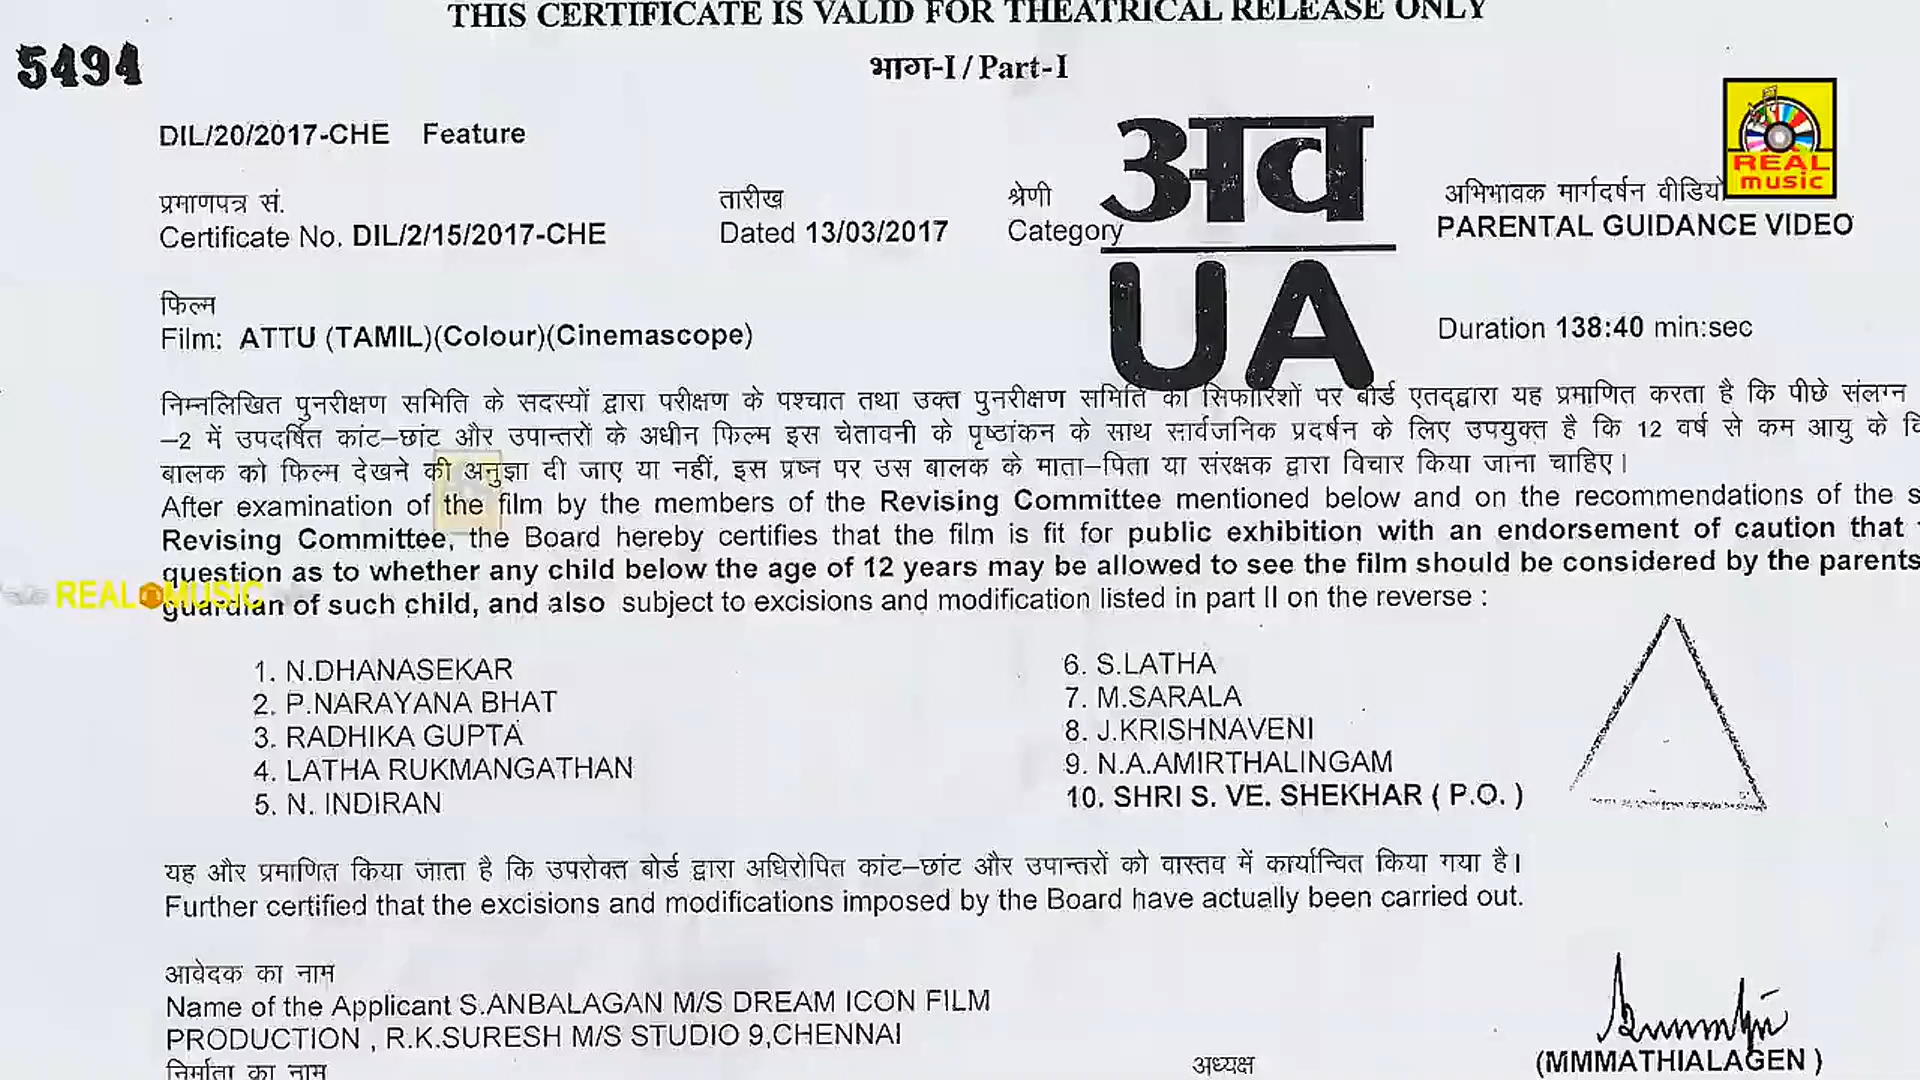 THIS CERTIFICATE IS VALID FOR THEATRICAL RELEASE ONLY
5494
भाग-I / Part-I
DIL/20/2017-CHE Feature
अव
UA
REAL music
प्रमाणपत्र सं.
तारीख
श्रेणी
अभिभावक मार्गदर्षन वीडियो
Certificate No. DIL/2/15/2017-CHE
Dated 13/03/2017
Category
PARENTAL GUIDANCE VIDEO
फिल्म
Film: ATTU (TAMIL)(Colour)(Cinemascope)
Duration 138:40 min:sec
निम्नलिखित पुनरीक्षण समिति के सदस्यों द्वारा परीक्षण के पश्चात तथा उक्त पुनरीक्षण समिति की सिफारिशों पर बोर्ड एतद्द्वारा यह प्रमाणित करता है कि पीछे संलग्न
-2 में उपदर्षित कांट-छांट और उपान्तरों के अधीन फिल्म इस चेतावनी के पृष्ठांकन के साथ सार्वजनिक प्रदर्षन के लिए उपयुक्त है कि 12 वर्ष से कम आयु के
बालक को फिल्म देखने की अनुज्ञा दी जाए या नहीं, इस प्रष्न पर उस बालक के माता-पिता या संरक्षक द्वारा विचार किया जाना चाहिए।
After examination of the film by the members of the Revising Committee mentioned below and on the recommendations of the s
Revising Committee, the Board hereby certifies that the film is fit for public exhibition with an endorsement of caution that
question as to whether any child below the age of 12 years may be allowed to see the film should be considered by the parents
REAL MUSIC
guardian of such child, and also subject to excisions and modification listed in part II on the reverse :
1. N.DHANASEKAR
2. P.NARAYANA BHAT
3. RADHIKA GUPTA
4. LATHA RUKMANGATHAN
5. N. INDIRAN
6. S.LATHA
7. M.SARALA
8. J.KRISHNAVENI
9. N.A.AMIRTHALINGAM
10. SHRI S. VE. SHEKHAR ( P.O. )
यह और प्रमाणित किया जाता है कि उपरोक्त बोर्ड द्वारा अधिरोपित कांट-छांट और उपान्तरों को वास्तव में कार्यान्वित किया गया है।
Further certified that the excisions and modifications imposed by the Board have actually been carried out.
आवेदक का नाम
Name of the Applicant S.ANBALAGAN M/S DREAM ICON FILM
PRODUCTION , R.K.SURESH M/S STUDIO 9,CHENNAI
निर्माता का नाम
अध्यक्ष
(MMMATHIALAGEN )